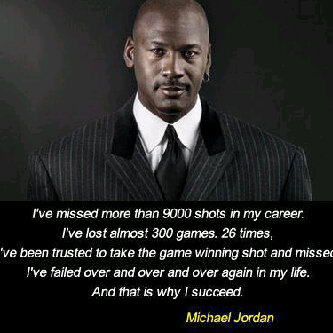 I've missed more than 9000 shots in my career.
I've lost almost 300 games. 26 times,
I've been trusted to take the game winning shot and missed
I've failed over and over and over again in my life.
And that is why I succeed.
Michael Jordan